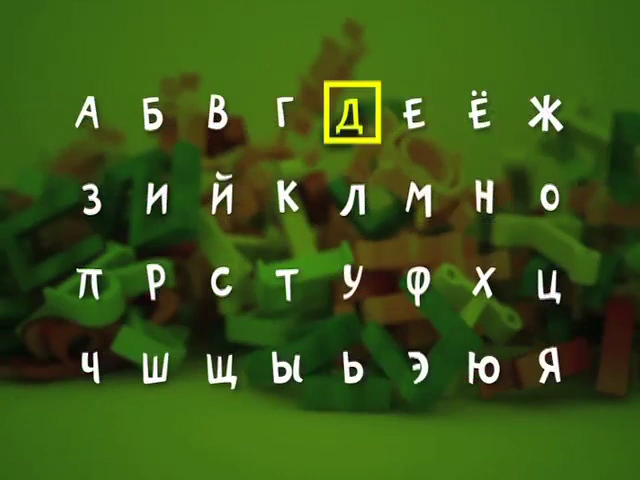 А Б В Г Д Е Ё Ж
З И Й К Л М Н О
П Р С Т У Ф Х Ц
Ч Ш Щ Ы Ь Э Ю Я